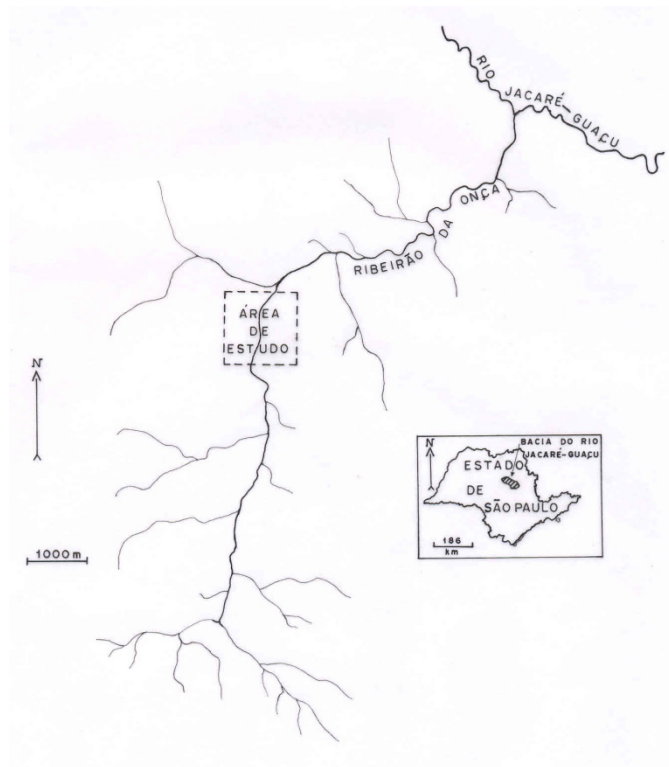 RIO JACARÉ-GUAÇU
RIBEIRÃO DA ONÇA
ÁREA
DE
ESTUDO
N
1000 m
N
BACIA DO RIO
JACARÉ-GUAÇU
ESTADO
DE
SÃO PAULO
186
km